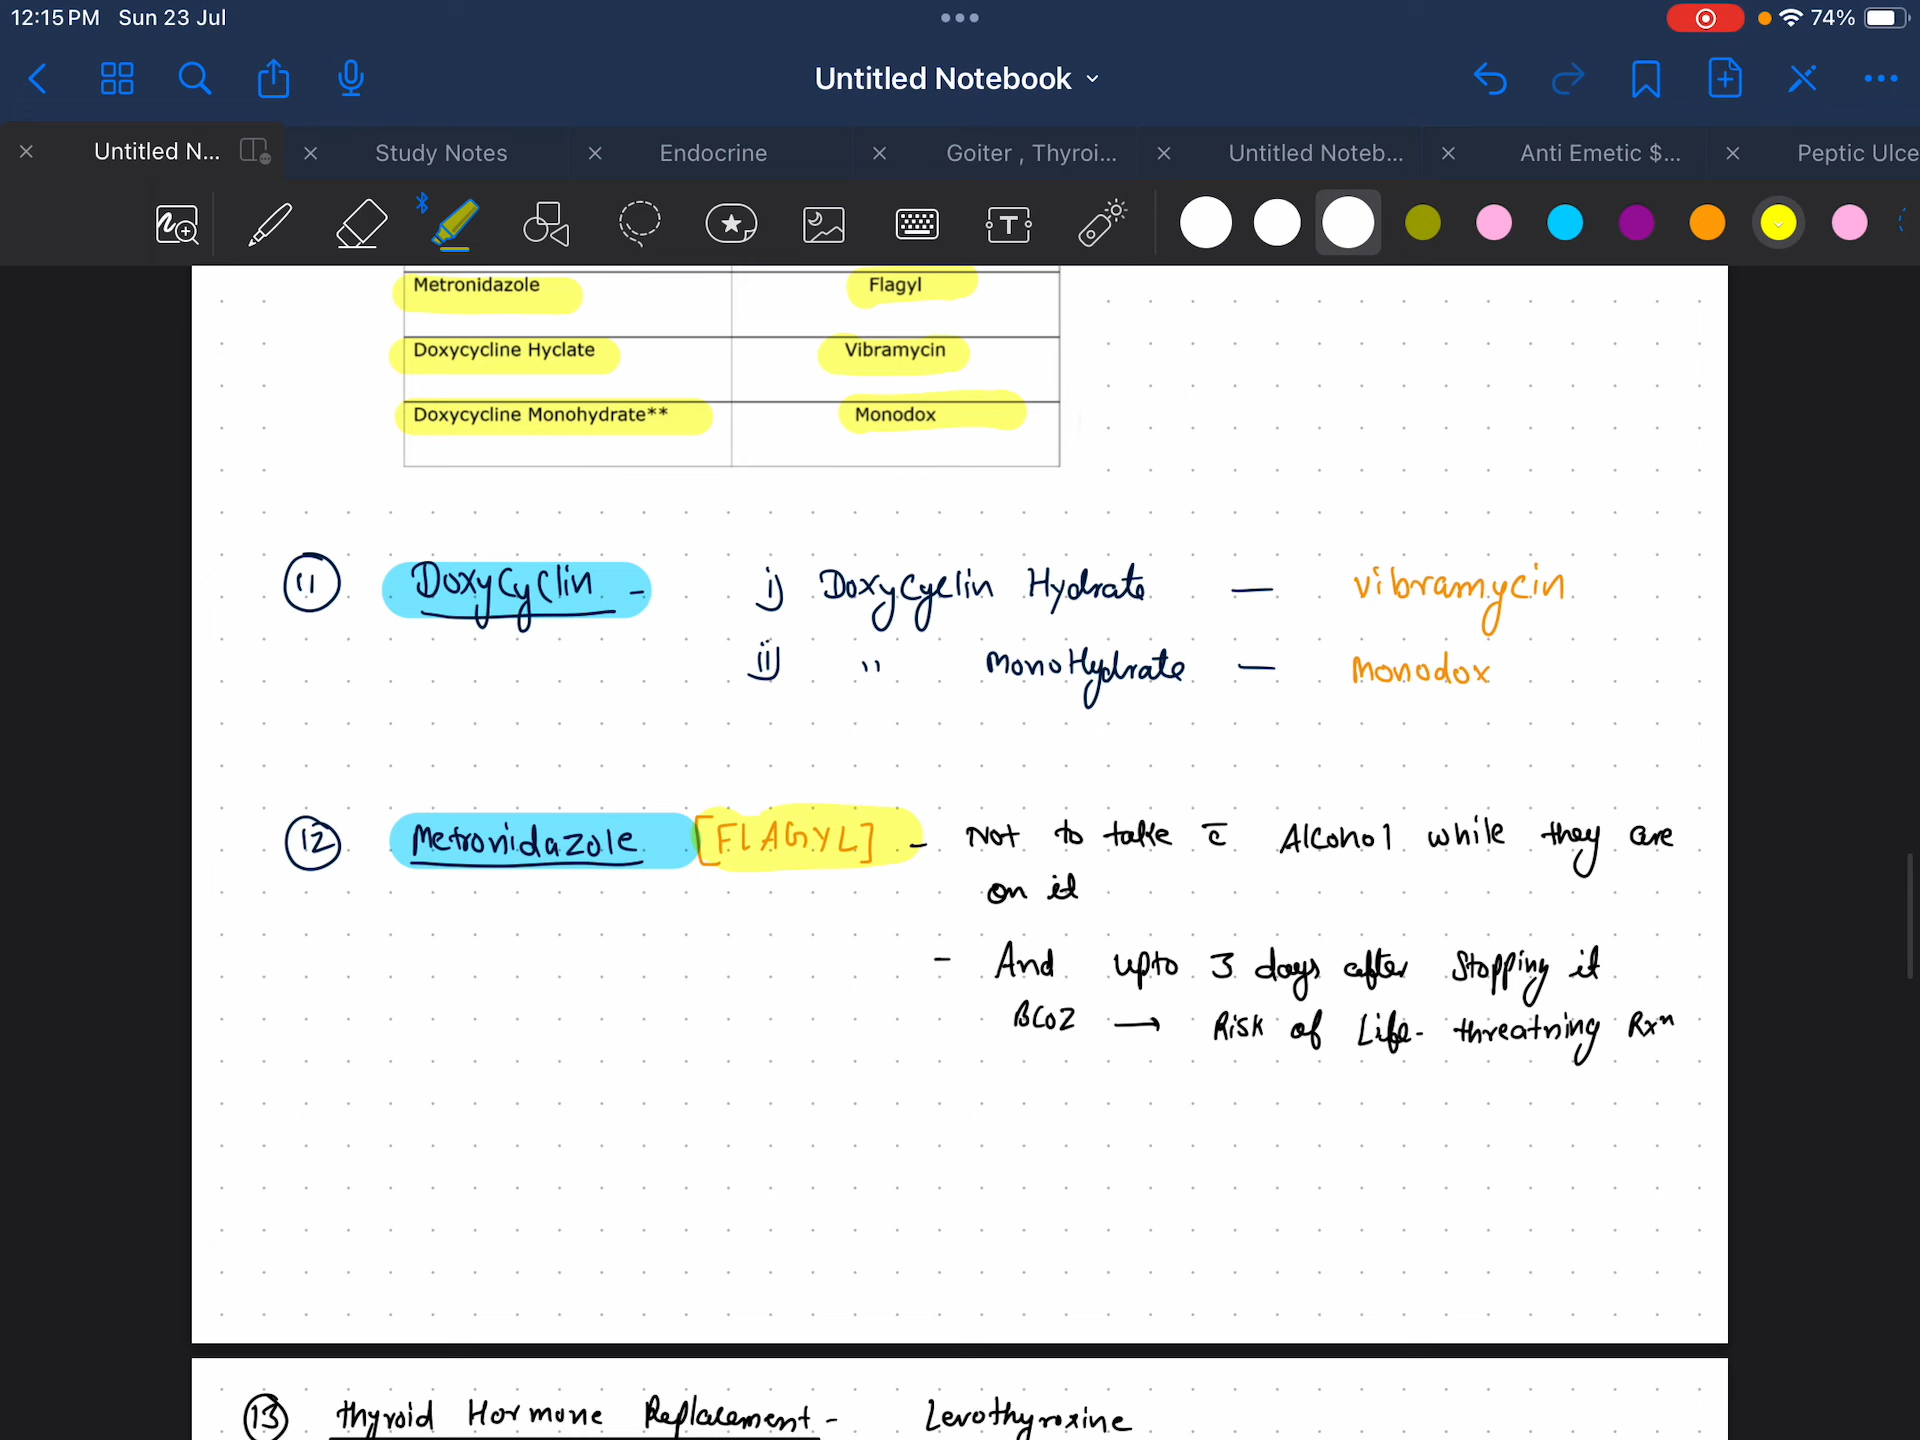 12:15 PM Sun 23 Jul 74%
Untitled Notebook
Untitled N... Study Notes Endocrine Goiter , Thyroi... Untitled Noteb... Anti Emetic $... Peptic Ulce
T
Metronidazole Flagyl
Doxycycline Hyclate Vibramycin
Doxycycline Monohydrate** Monodox
11 Doxycyclin - i) Doxycyclin Hydrate — vibramycin
ii) " monoHydrate — monodox
12 Metronidazole [FLAGYL] - Not to take c̄ Alcohol while they are
on it
- And upto 3 days after stopping it
BCOZ → Risk of Life- threatning Rxⁿ
13 Thyroid Hormone Replacement - Levothyroxine